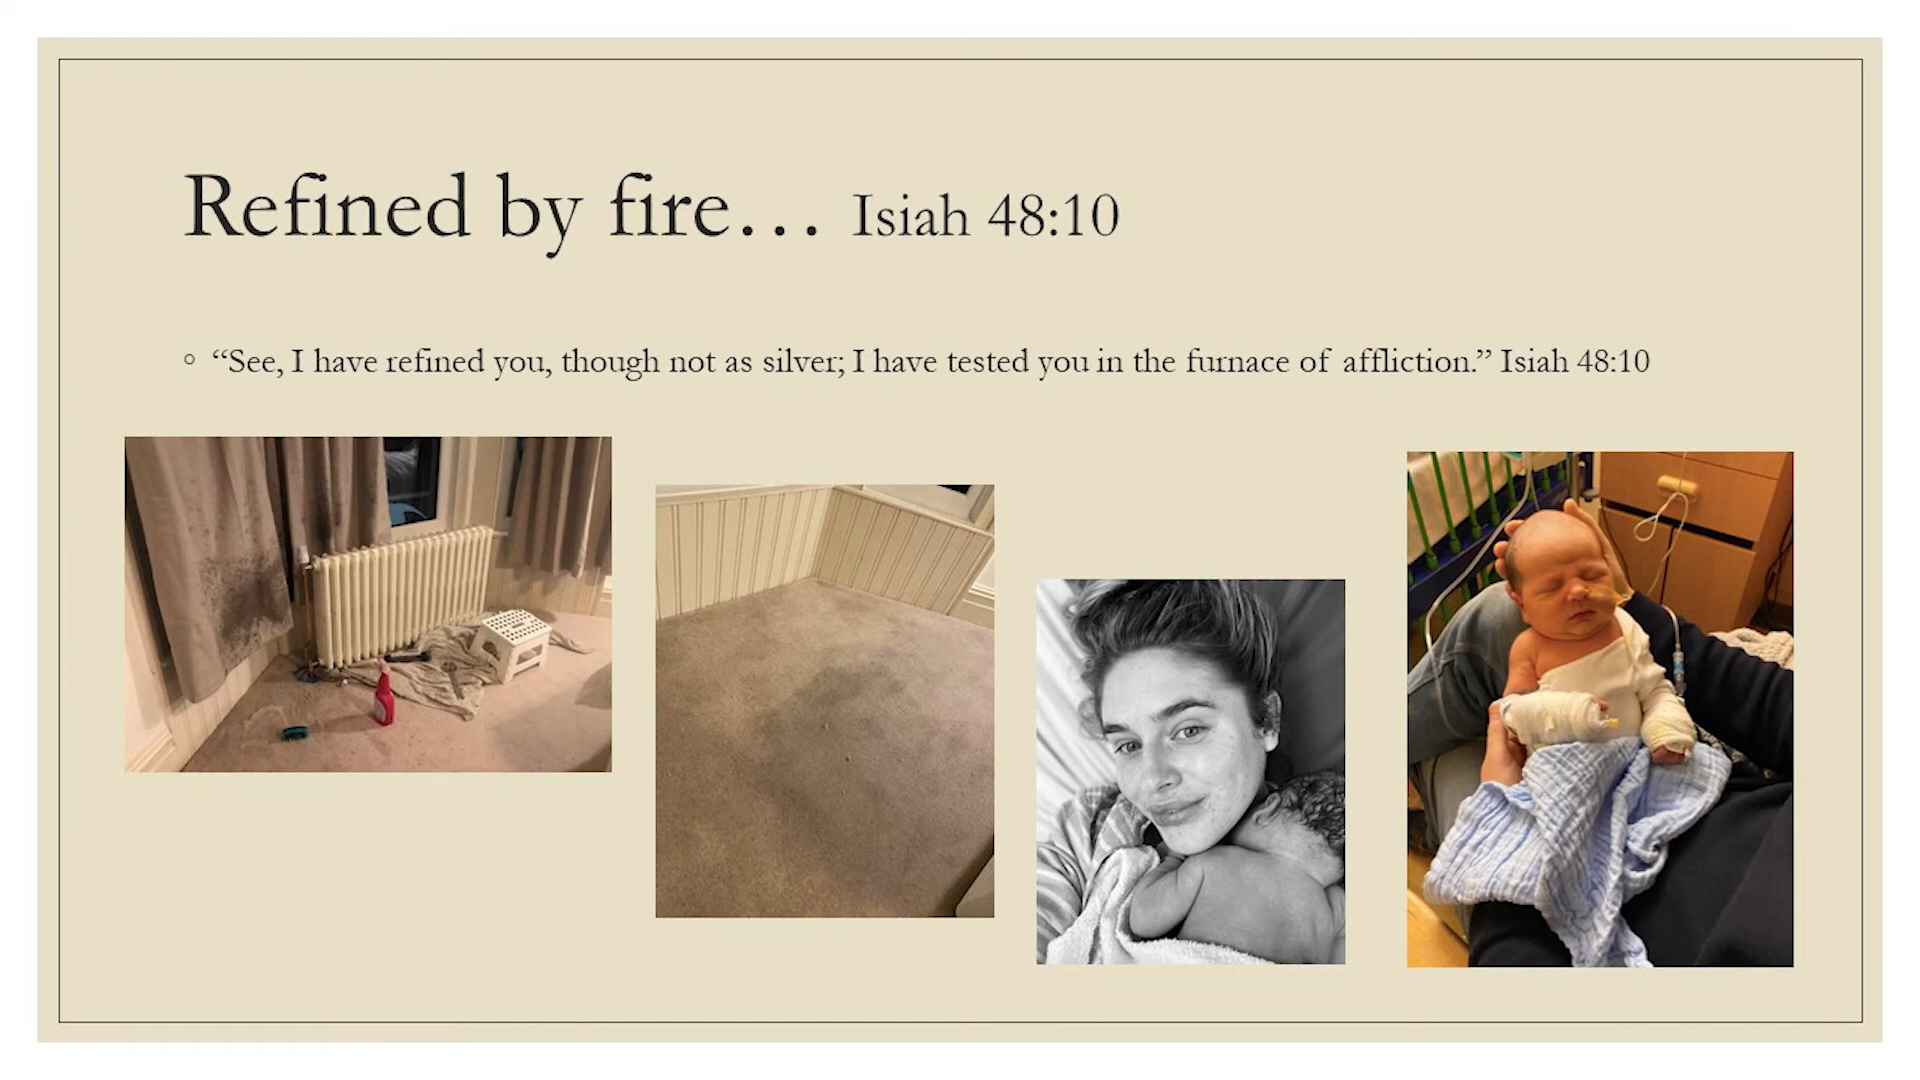 Refined by fire… Isiah 48:10
“See, I have refined you, though not as silver; I have tested you in the furnace of affliction.” Isiah 48:10